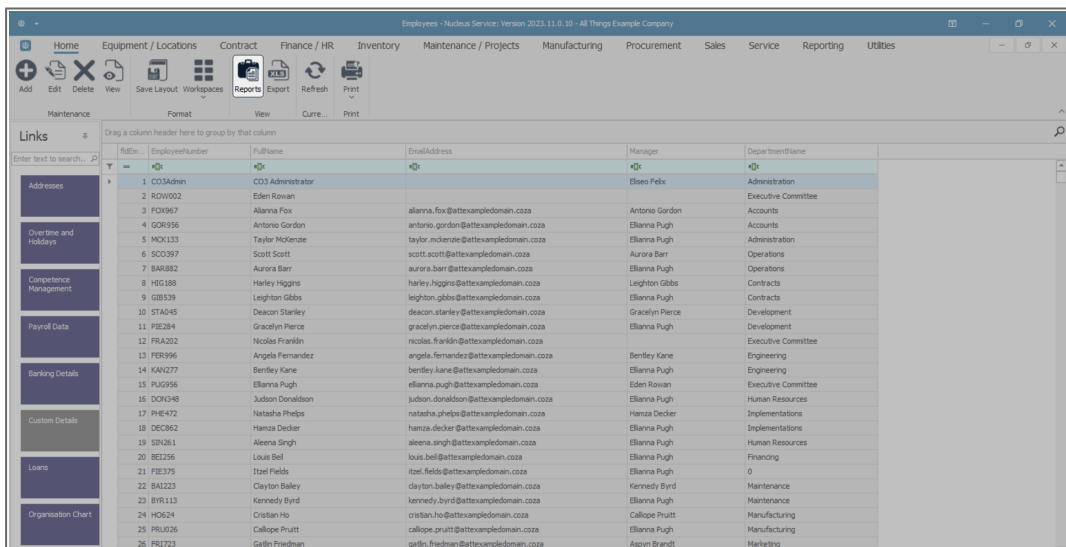 Employees - Nucleus Service: Version 2023.11.0.10 - All Things Example Company
Home Equipment / Locations Contract Finance / HR Inventory Maintenance / Projects Manufacturing Procurement Sales Service Reporting Utilities
Add Edit Delete View Save Layout Workspaces Reports Export Refresh Print
XLS
Maintenance Format View Curre... Print
Links
Drag a column header here to group by that column
Enter text to search...
fldEm... EmployeeNumber FullName EmailAddress Manager DepartmentName
Addresses
Overtime and Holidays
Competence Management
Payroll Data
Banking Details
Custom Details
Loans
Organisation Chart
1 CO3Admin CO3 Administrator Eliseo Felix Administration
2 ROW002 Eden Rowan Executive Committee
3 FOX967 Alianna Fox alianna.fox@attexampledomain.coza Antonio Gordon Accounts
4 GOR956 Antonio Gordon antonio.gordon@attexampledomain.coza Ellianna Pugh Accounts
5 MCK133 Taylor McKenzie taylor.mckenzie@attexampledomain.coza Ellianna Pugh Administration
6 SCO397 Scott Scott scott.scott@attexampledomain.coza Aurora Barr Operations
7 BAR882 Aurora Barr aurora.barr@attexampledomain.coza Ellianna Pugh Operations
8 HIG188 Harley Higgins harley.higgins@attexampledomain.coza Leighton Gibbs Contracts
9 GIB539 Leighton Gibbs leighton.gibbs@attexampledomain.coza Ellianna Pugh Contracts
10 STA045 Deacon Stanley deacon.stanley@attexampledomain.coza Gracelyn Pierce Development
11 PIE284 Gracelyn Pierce gracelyn.pierce@attexampledomain.coza Ellianna Pugh Development
12 FRA202 Nicolas Franklin nicolas.franklin@attexampledomain.coza Executive Committee
13 FER996 Angela Fernandez angela.fernandez@attexampledomain.coza Bentley Kane Engineering
14 KAN277 Bentley Kane bentley.kane@attexampledomain.coza Ellianna Pugh Engineering
15 PUG956 Ellianna Pugh ellianna.pugh@attexampledomain.coza Eden Rowan Executive Committee
16 DON348 Judson Donaldson judson.donaldson@attexampledomain.coza Ellianna Pugh Human Resources
17 PHE472 Natasha Phelps natasha.phelps@attexampledomain.coza Hamza Decker Implementations
18 DEC862 Hamza Decker hamza.decker@attexampledomain.coza Ellianna Pugh Implementations
19 SIN261 Aleena Singh aleena.singh@attexampledomain.coza Ellianna Pugh Human Resources
20 BEI256 Louis Beil louis.beil@attexampledomain.coza Ellianna Pugh Financing
21 FIE375 Itzel Fields itzel.fields@attexampledomain.coza Ellianna Pugh 0
22 BAI223 Clayton Bailey clayton.bailey@attexampledomain.coza Kennedy Byrd Maintenance
23 BYR113 Kennedy Byrd kennedy.byrd@attexampledomain.coza Ellianna Pugh Maintenance
24 HO624 Cristian Ho cristian.ho@attexampledomain.coza Calliope Pruitt Manufacturing
25 PRU026 Calliope Pruitt calliope.pruitt@attexampledomain.coza Ellianna Pugh Manufacturing
26 FRI723 Gatlin Friedman gatlin.friedman@attexampledomain.coza Aspyn Brandt Marketing